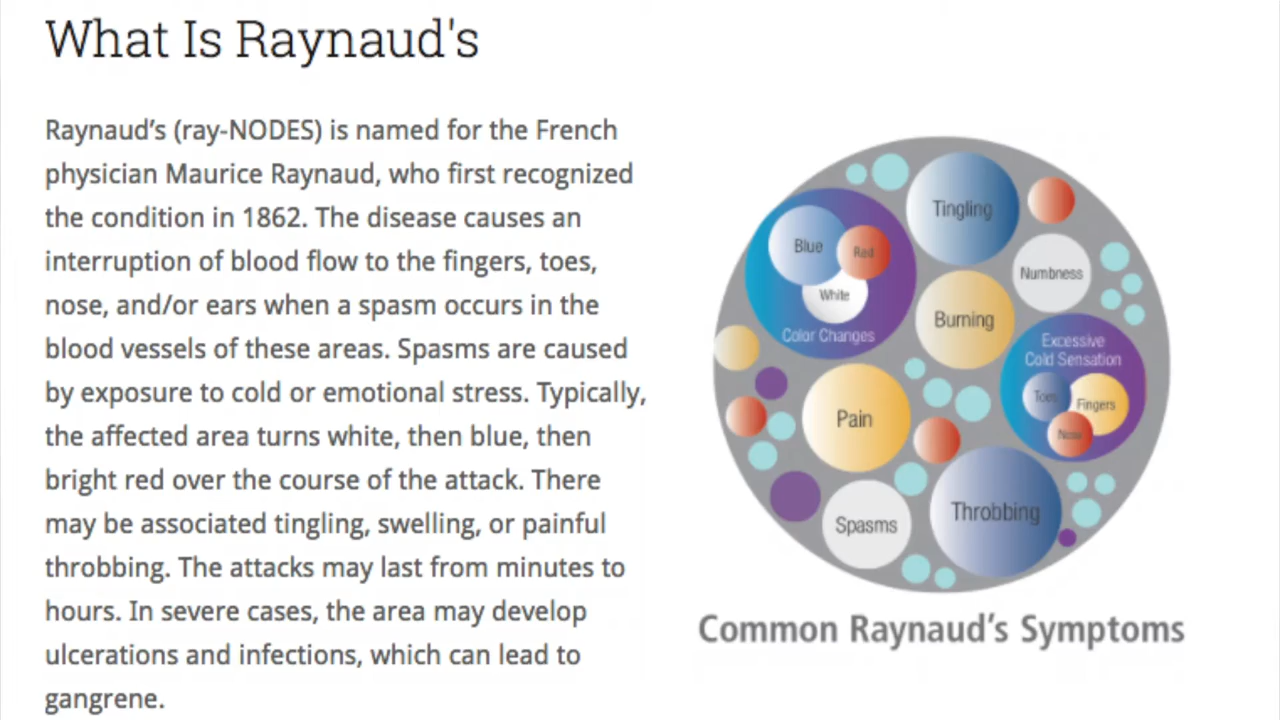 What Is Raynaud's
Raynaud’s (ray-NODES) is named for the French
physician Maurice Raynaud, who first recognized
the condition in 1862. The disease causes an
interruption of blood flow to the fingers, toes,
nose, and/or ears when a spasm occurs in the
blood vessels of these areas. Spasms are caused
by exposure to cold or emotional stress. Typically,
the affected area turns white, then blue, then
bright red over the course of the attack. There
may be associated tingling, swelling, or painful
throbbing. The attacks may last from minutes to
hours. In severe cases, the area may develop
ulcerations and infections, which can lead to
gangrene.
Tingling
Blue
Red
White
Color Changes
Numbness
Burning
Excessive
Cold Sensation
Toes
Fingers
Nose
Pain
Throbbing
Spasms
Common Raynaud’s Symptoms